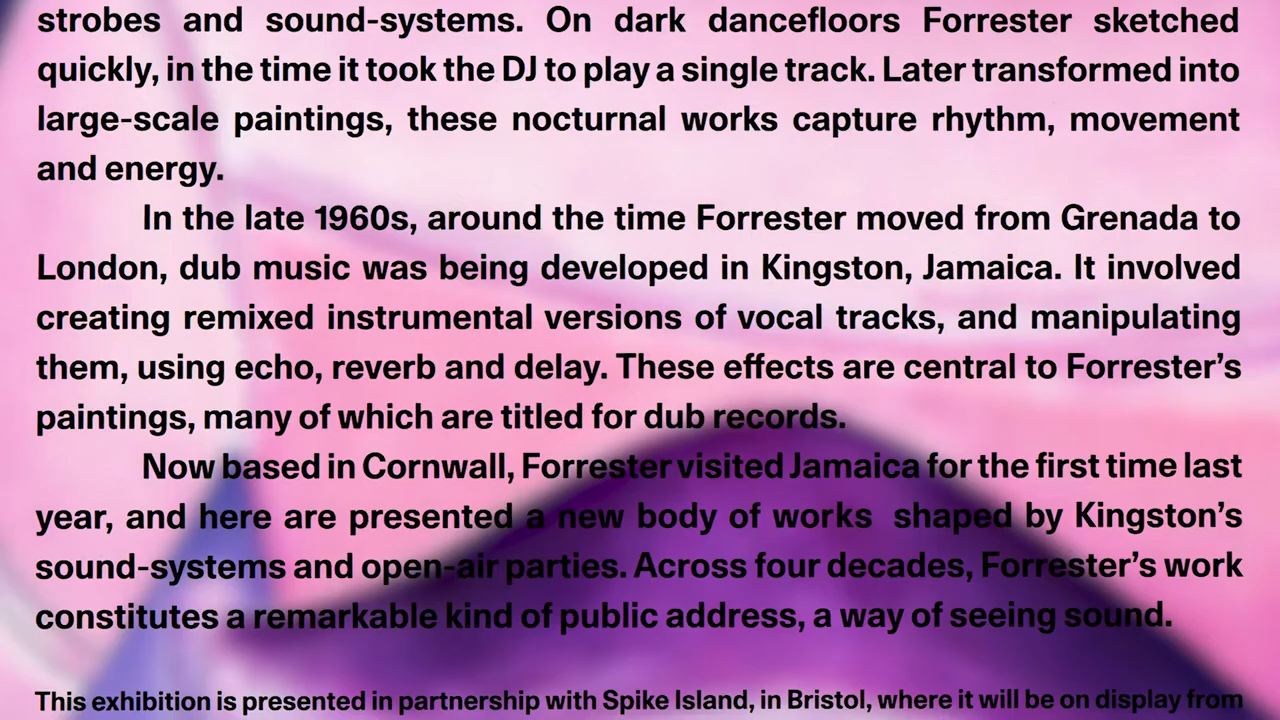 strobes and sound-systems. On dark dancefloors Forrester sketched
quickly, in the time it took the DJ to play a single track. Later transformed into
large-scale paintings, these nocturnal works capture rhythm, movement
and energy.
In the late 1960s, around the time Forrester moved from Grenada to
London, dub music was being developed in Kingston, Jamaica. It involved
creating remixed instrumental versions of vocal tracks, and manipulating
them, using echo, reverb and delay. These effects are central to Forrester’s
paintings, many of which are titled for dub records.
Now based in Cornwall, Forrester visited Jamaica for the first time last
year, and here are presented a new body of works shaped by Kingston’s
sound-systems and open-air parties. Across four decades, Forrester’s work
constitutes a remarkable kind of public address, a way of seeing sound.
This exhibition is presented in partnership with Spike Island, in Bristol, where it will be on display from